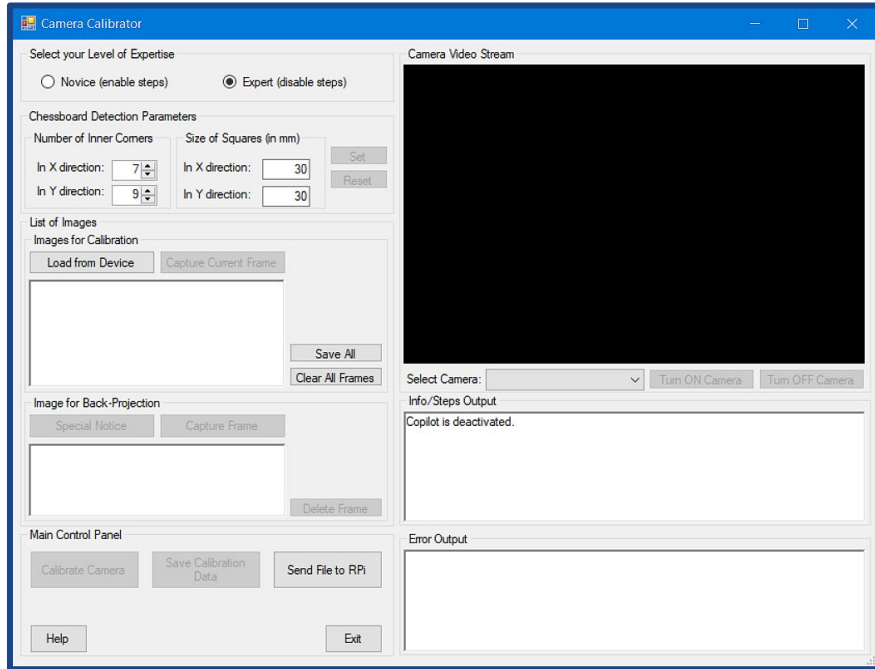 Camera Calibrator
Select your Level of Expertise
Novice (enable steps)
Expert (disable steps)
Chessboard Detection Parameters
Number of Inner Corners
In X direction: 7
In Y direction: 9
Size of Squares (in mm)
In X direction: 30
In Y direction: 30
Set
Reset
List of Images
Images for Calibration
Load from Device
Capture Current Frame
Save All
Clear All Frames
Image for Back-Projection
Special Notice
Capture Frame
Delete Frame
Main Control Panel
Calibrate Camera
Save Calibration
Data
Send File to RPi
Help
Exit
Camera Video Stream
Select Camera:
Turn ON Camera
Turn OFF Camera
Info/Steps Output
Copilot is deactivated.
Error Output